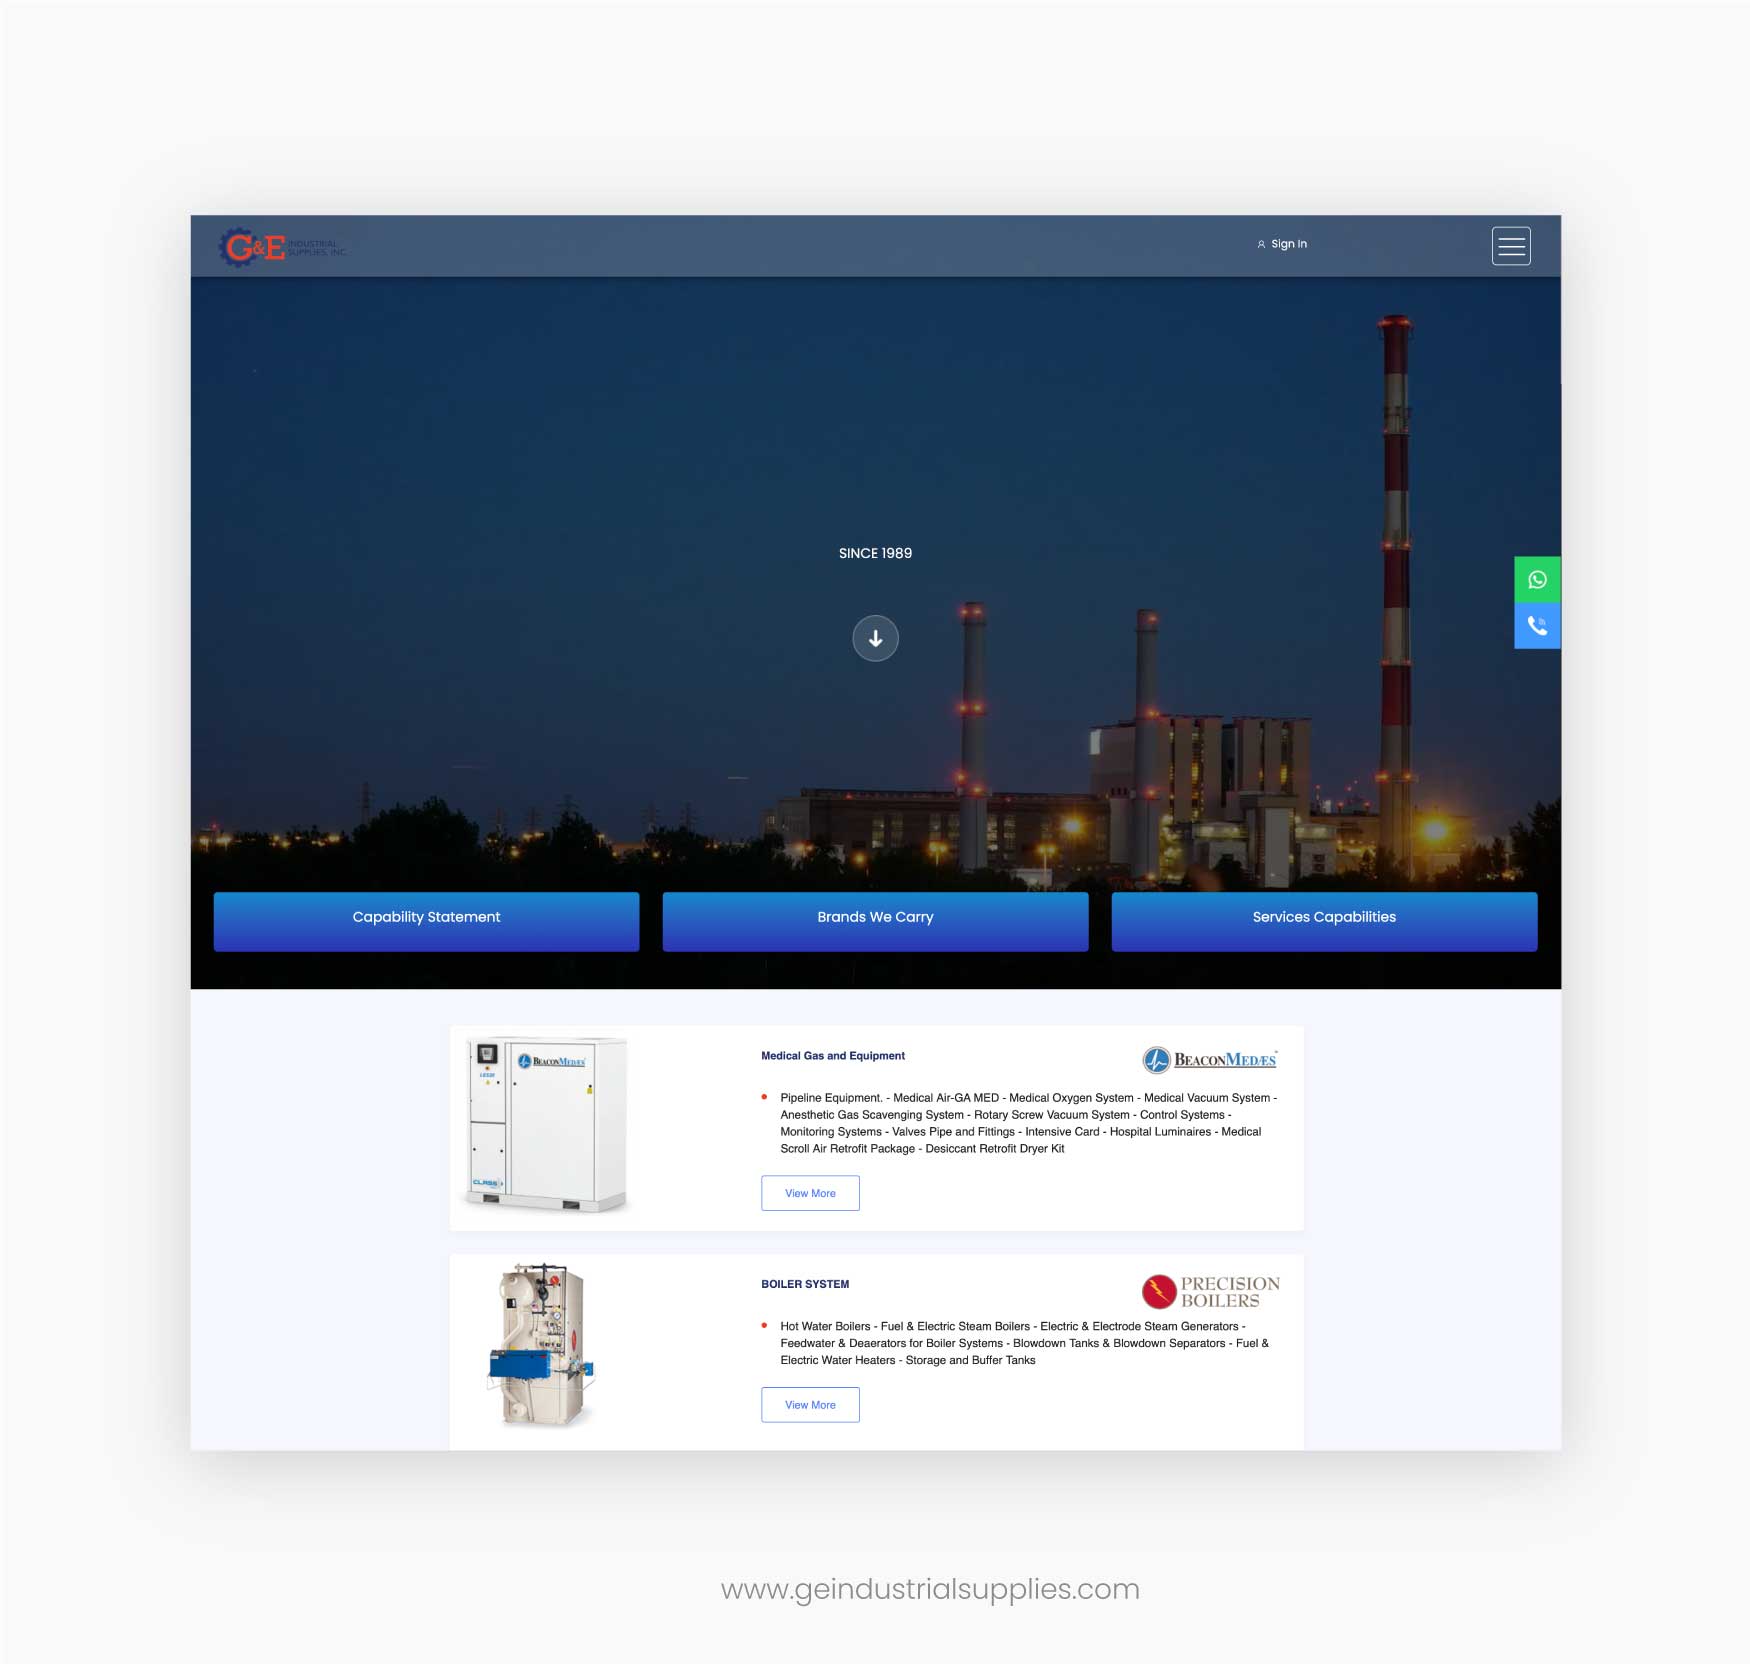 G&E INDUSTRIAL
SUPPLIES, INC.
Sign In
SINCE 1989
Capability Statement
Brands We Carry
Services Capabilities
BEACONMEDÆS
CLASS
Medical Gas and Equipment
BEACONMEDÆS
Pipeline Equipment. - Medical Air-GA MED - Medical Oxygen System - Medical Vacuum System -
Anesthetic Gas Scavenging System - Rotary Screw Vacuum System - Control Systems -
Monitoring Systems - Valves Pipe and Fittings - Intensive Card - Hospital Luminaires - Medical
Scroll Air Retrofit Package - Desiccant Retrofit Dryer Kit
View More
BOILER SYSTEM
PRECISION
BOILERS
Hot Water Boilers - Fuel & Electric Steam Boilers - Electric & Electrode Steam Generators -
Feedwater & Deaerators for Boiler Systems - Blowdown Tanks & Blowdown Separators - Fuel &
Electric Water Heaters - Storage and Buffer Tanks
View More
www.geindustrialsupplies.com